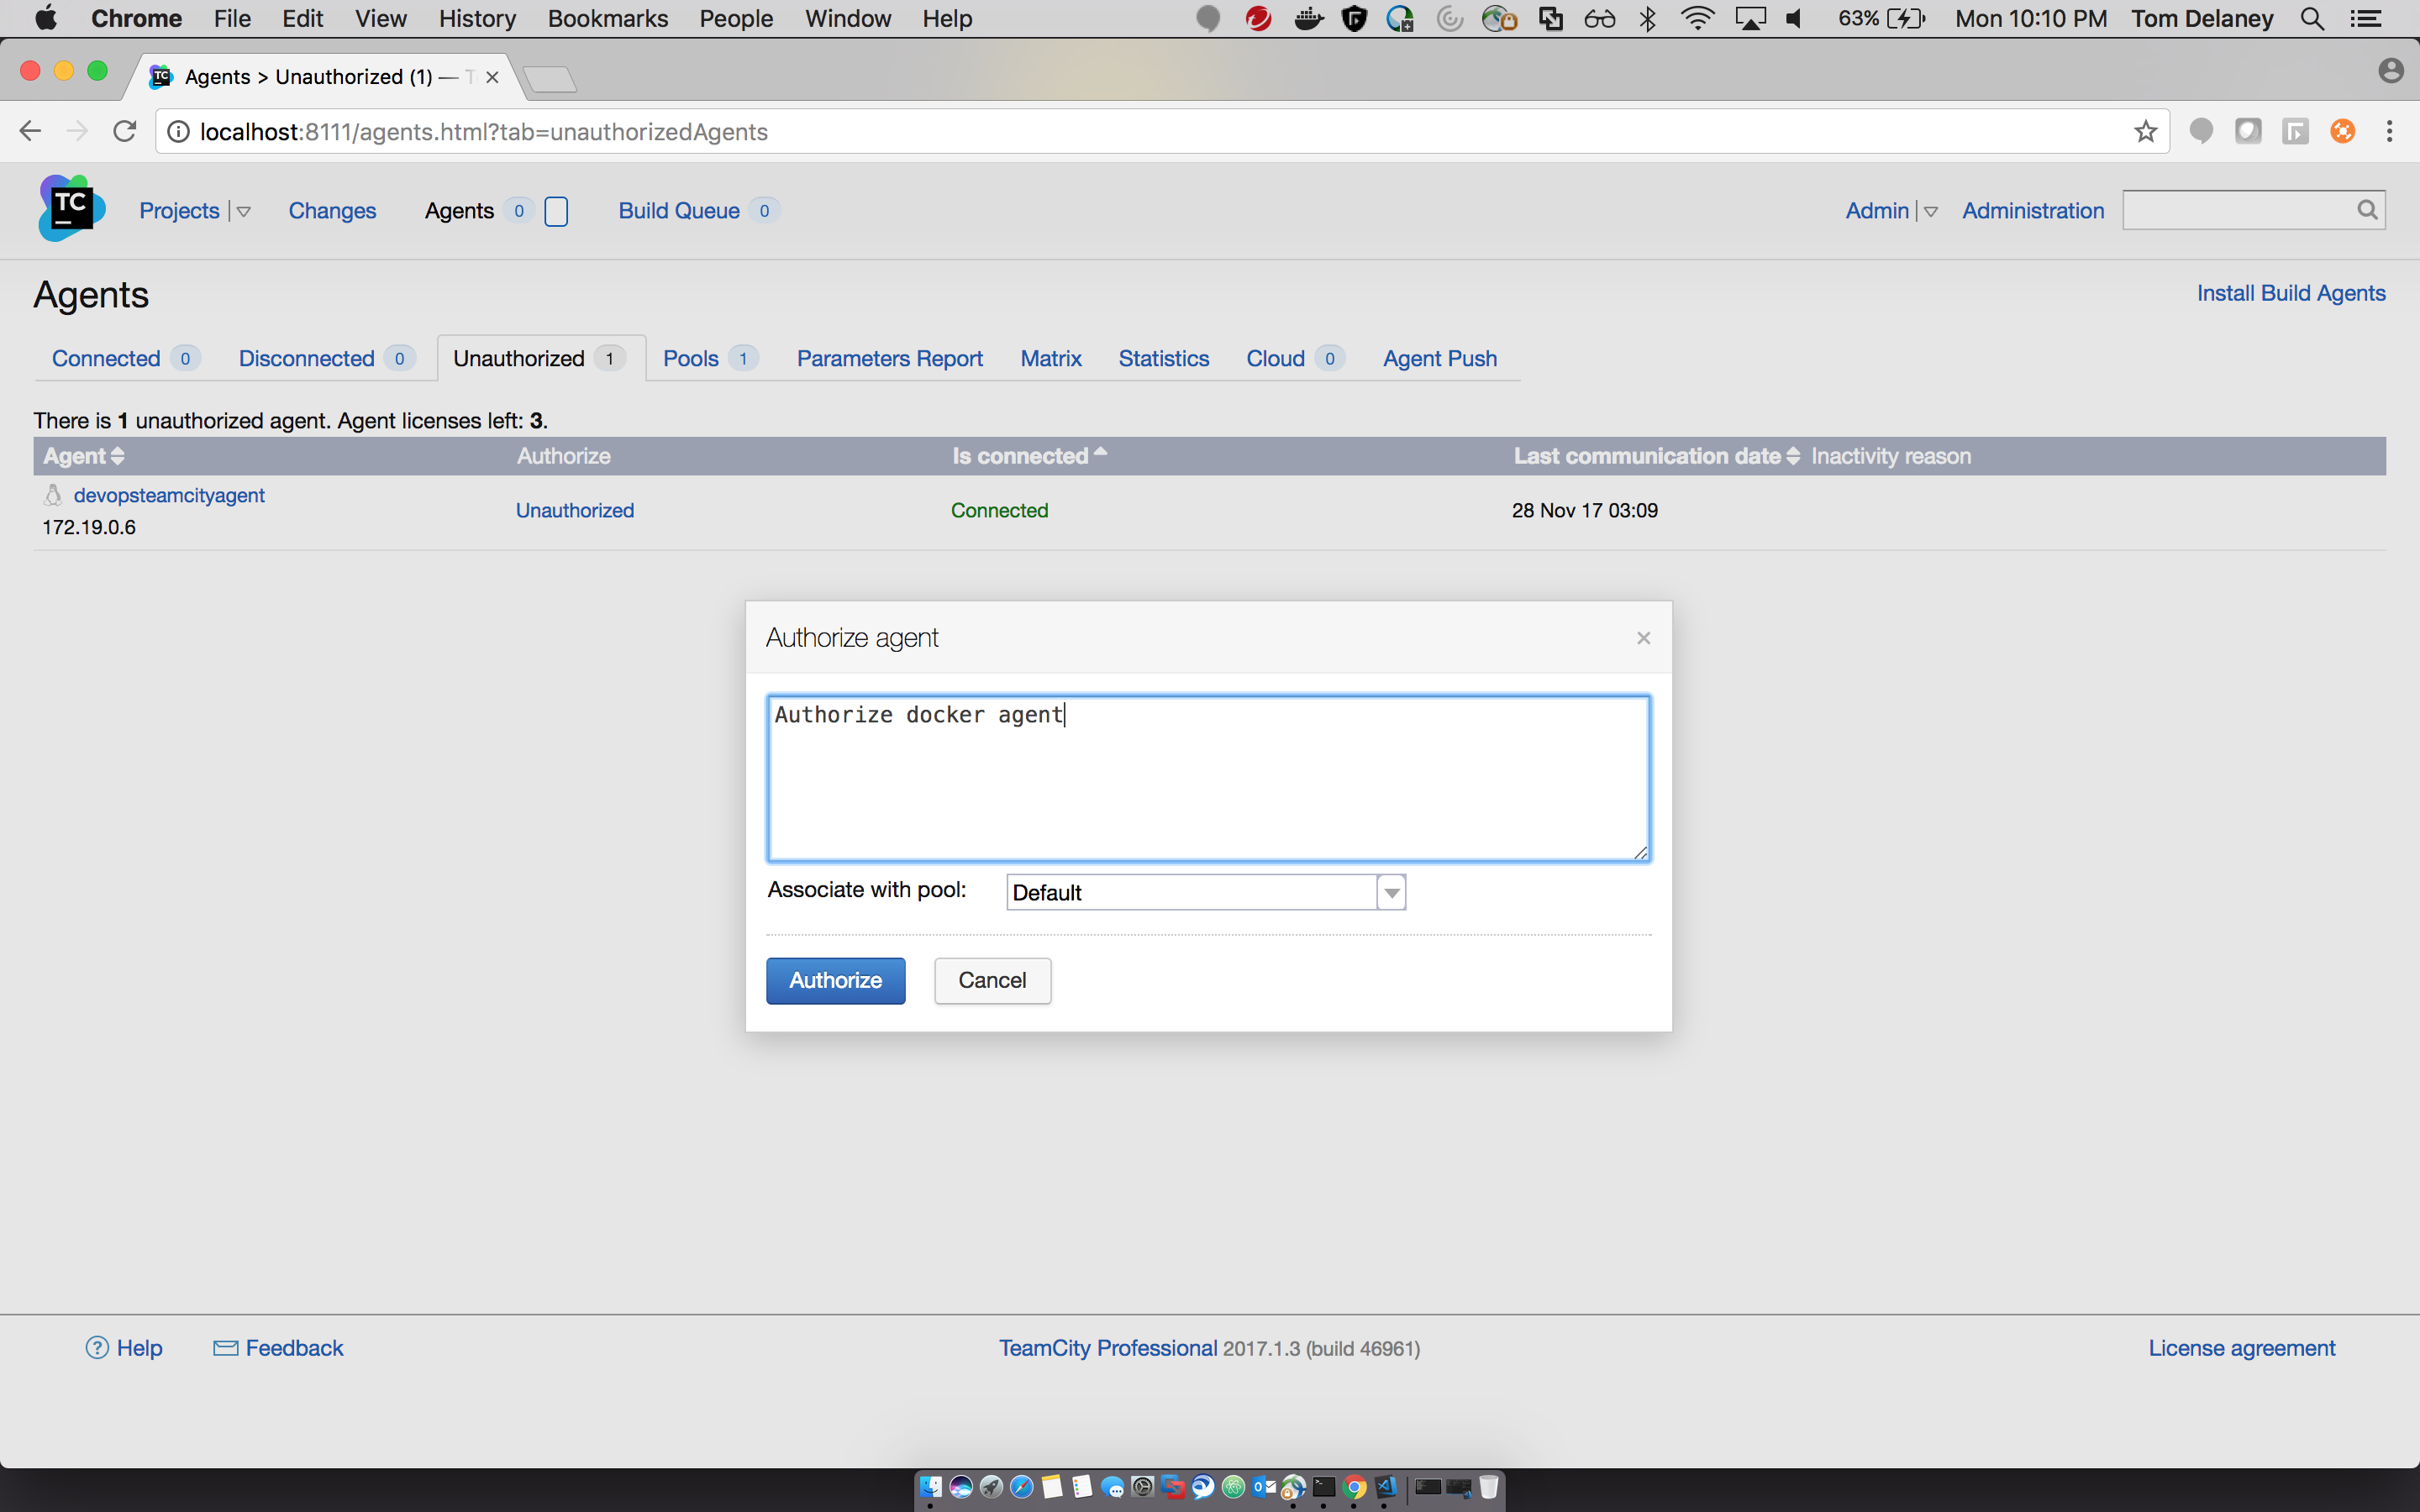 Chrome File Edit View History Bookmarks People Window Help 63% Mon 10:10 PM Tom Delaney
Agents > Unauthorized (1) — T
localhost:8111/agents.html?tab=unauthorizedAgents
TC Projects Changes Agents 0 Build Queue 0 Admin Administration
Agents Install Build Agents
Connected 0 Disconnected 0 Unauthorized 1 Pools 1 Parameters Report Matrix Statistics Cloud 0 Agent Push
There is 1 unauthorized agent. Agent licenses left: 3.
Agent Authorize Is connected Last communication date Inactivity reason
devopsteamcityagent
Unauthorized Connected 28 Nov 17 03:09
172.19.0.6
Authorize agent
Authorize docker agent
Associate with pool: Default
Authorize Cancel
Help Feedback TeamCity Professional 2017.1.3 (build 46961) License agreement